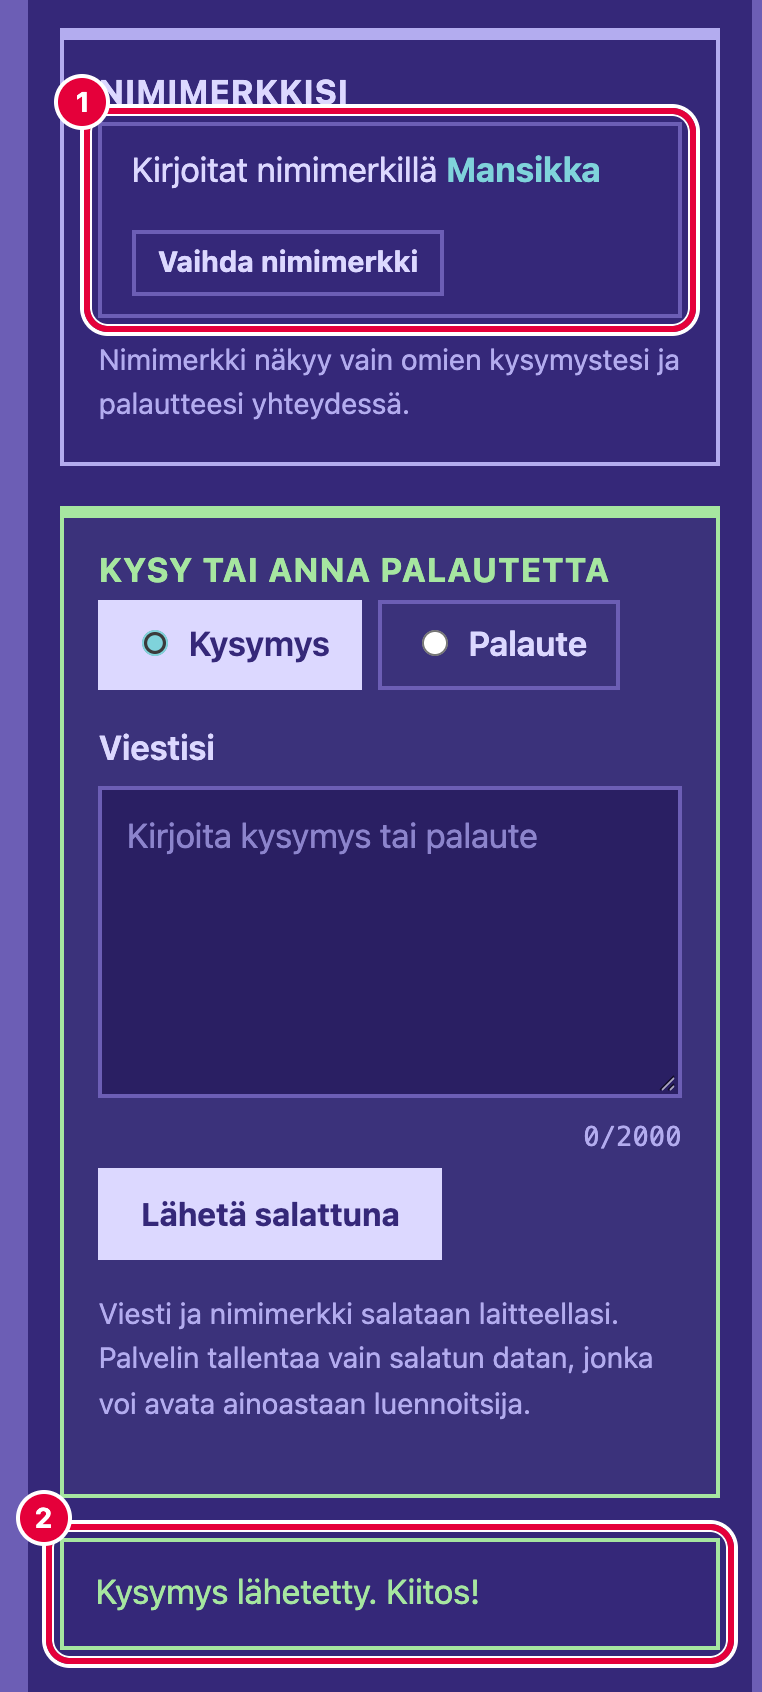 NIMIMERKKISI
1
Kirjoitat nimimerkillä Mansikka
Vaihda nimimerkki
Nimimerkki näkyy vain omien kysymystesi ja
palautteesi yhteydessä.
KYSY TAI ANNA PALAUTETTA
Kysymys
Palaute
Viestisi
Kirjoita kysymys tai palaute
0/2000
Lähetä salattuna
Viesti ja nimimerkki salataan laitteellasi.
Palvelin tallentaa vain salatun datan, jonka
voi avata ainoastaan luennoitsija.
2
Kysymys lähetetty. Kiitos!